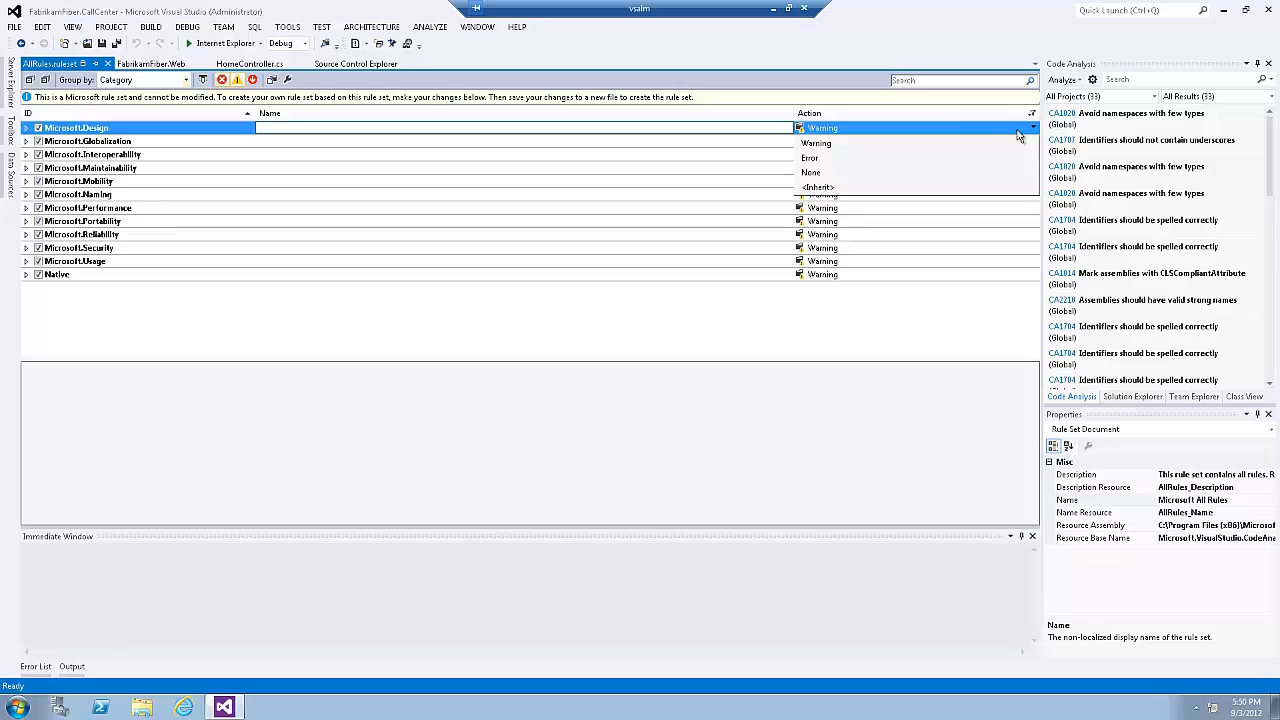 vsalm
FabrikamFiber.CallCenter - Microsoft Visual Studio (Administrator)
Quick Launch (Ctrl+Q)
FILE EDIT VIEW PROJECT BUILD DEBUG TEAM SQL TOOLS TEST ARCHITECTURE ANALYZE WINDOW HELP
Internet Explorer Debug
AllRules.ruleset FabrikamFiber.Web HomeController.cs Source Control Explorer
Group by: Category
Search
This is a Microsoft rule set and cannot be modified. To create your own rule set based on this rule set, make your changes below. Then save your changes to a new file to create the rule set.
ID Name Action
Microsoft.Design Warning
Microsoft.Globalization
Microsoft.Interoperability
Microsoft.Maintainability
Microsoft.Mobility
Microsoft.Naming
Microsoft.Performance Warning
Microsoft.Portability Warning
Microsoft.Reliability Warning
Microsoft.Security Warning
Microsoft.Usage Warning
Native Warning
Warning
Error
None
<Inherit>
Server Explorer
Toolbox
Data Sources
Code Analysis
Analyze Search
All Projects (33) All Results (33)
CA1020 Avoid namespaces with few types
(Global)
CA1707 Identifiers should not contain underscores
(Global)
CA1020 Avoid namespaces with few types
(Global)
CA1020 Avoid namespaces with few types
(Global)
CA1704 Identifiers should be spelled correctly
(Global)
CA1704 Identifiers should be spelled correctly
(Global)
CA1014 Mark assemblies with CLSCompliantAttribute
(Global)
CA2210 Assemblies should have valid strong names
(Global)
CA1704 Identifiers should be spelled correctly
(Global)
CA1704 Identifiers should be spelled correctly
(Global)
CA1704 Identifiers should be spelled correctly
Code Analysis Solution Explorer Team Explorer Class View
Properties
Rule Set Document
Misc
Description This rule set contains all rules. R
Description Resource AllRules_Description
Name Microsoft All Rules
Name Resource AllRules_Name
Resource Assembly C:\Program Files (x86)\Microsof
Resource Base Name Microsoft.VisualStudio.CodeAna
Name
The non-localized display name of the rule set.
Immediate Window
Error List Output
Ready
5:50 PM
9/3/2012